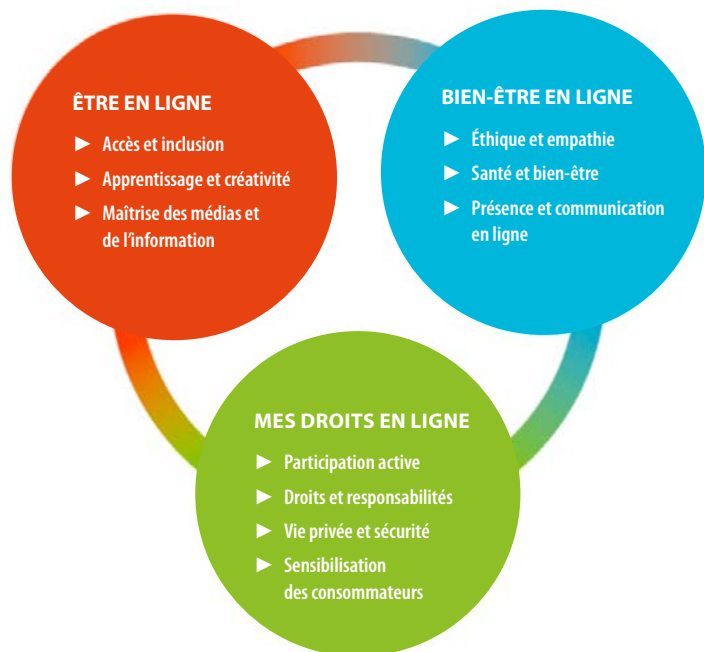 ÊTRE EN LIGNE
► Accès et inclusion
► Apprentissage et créativité
► Maîtrise des médias et
de l'information
BIEN-ÊTRE EN LIGNE
► Éthique et empathie
► Santé et bien-être
► Présence et communication
en ligne
MES DROITS EN LIGNE
► Participation active
► Droits et responsabilités
► Vie privée et sécurité
► Sensibilisation
des consommateurs